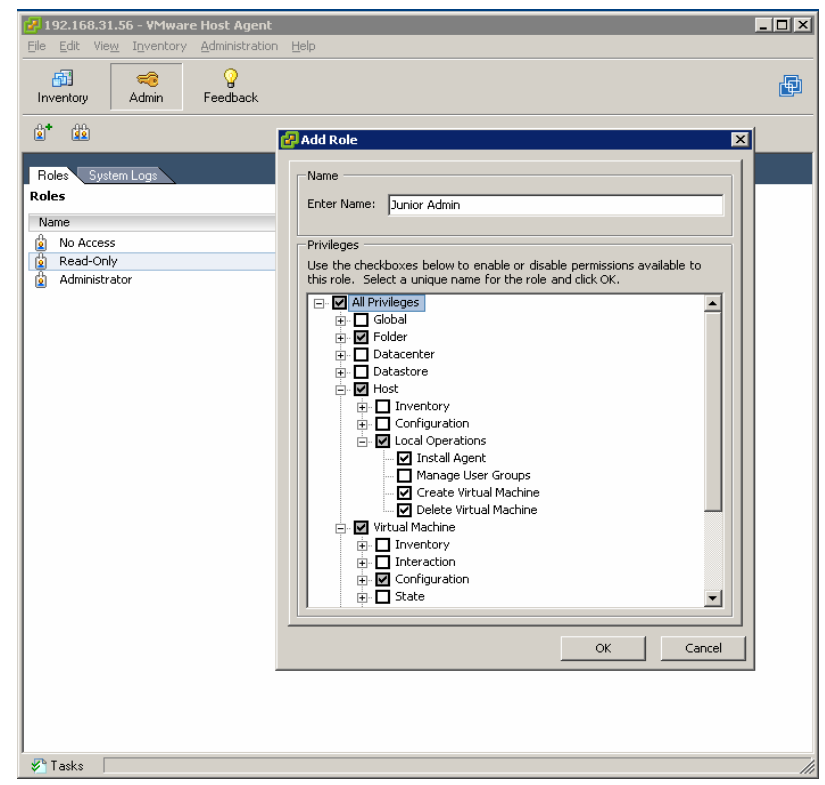 192.168.31.56 - VMware Host Agent
File Edit View Inventory Administration Help
Inventory Admin Feedback
Roles System Logs
Roles
Name
No Access
Read-Only
Administrator
Add Role
Name
Enter Name: Junior Admin
Privileges
Use the checkboxes below to enable or disable permissions available to
this role. Select a unique name for the role and click OK.
All Privileges
Global
Folder
Datacenter
Datastore
Host
Inventory
Configuration
Local Operations
Install Agent
Manage User Groups
Create Virtual Machine
Delete Virtual Machine
Virtual Machine
Inventory
Interaction
Configuration
State
OK Cancel
Tasks